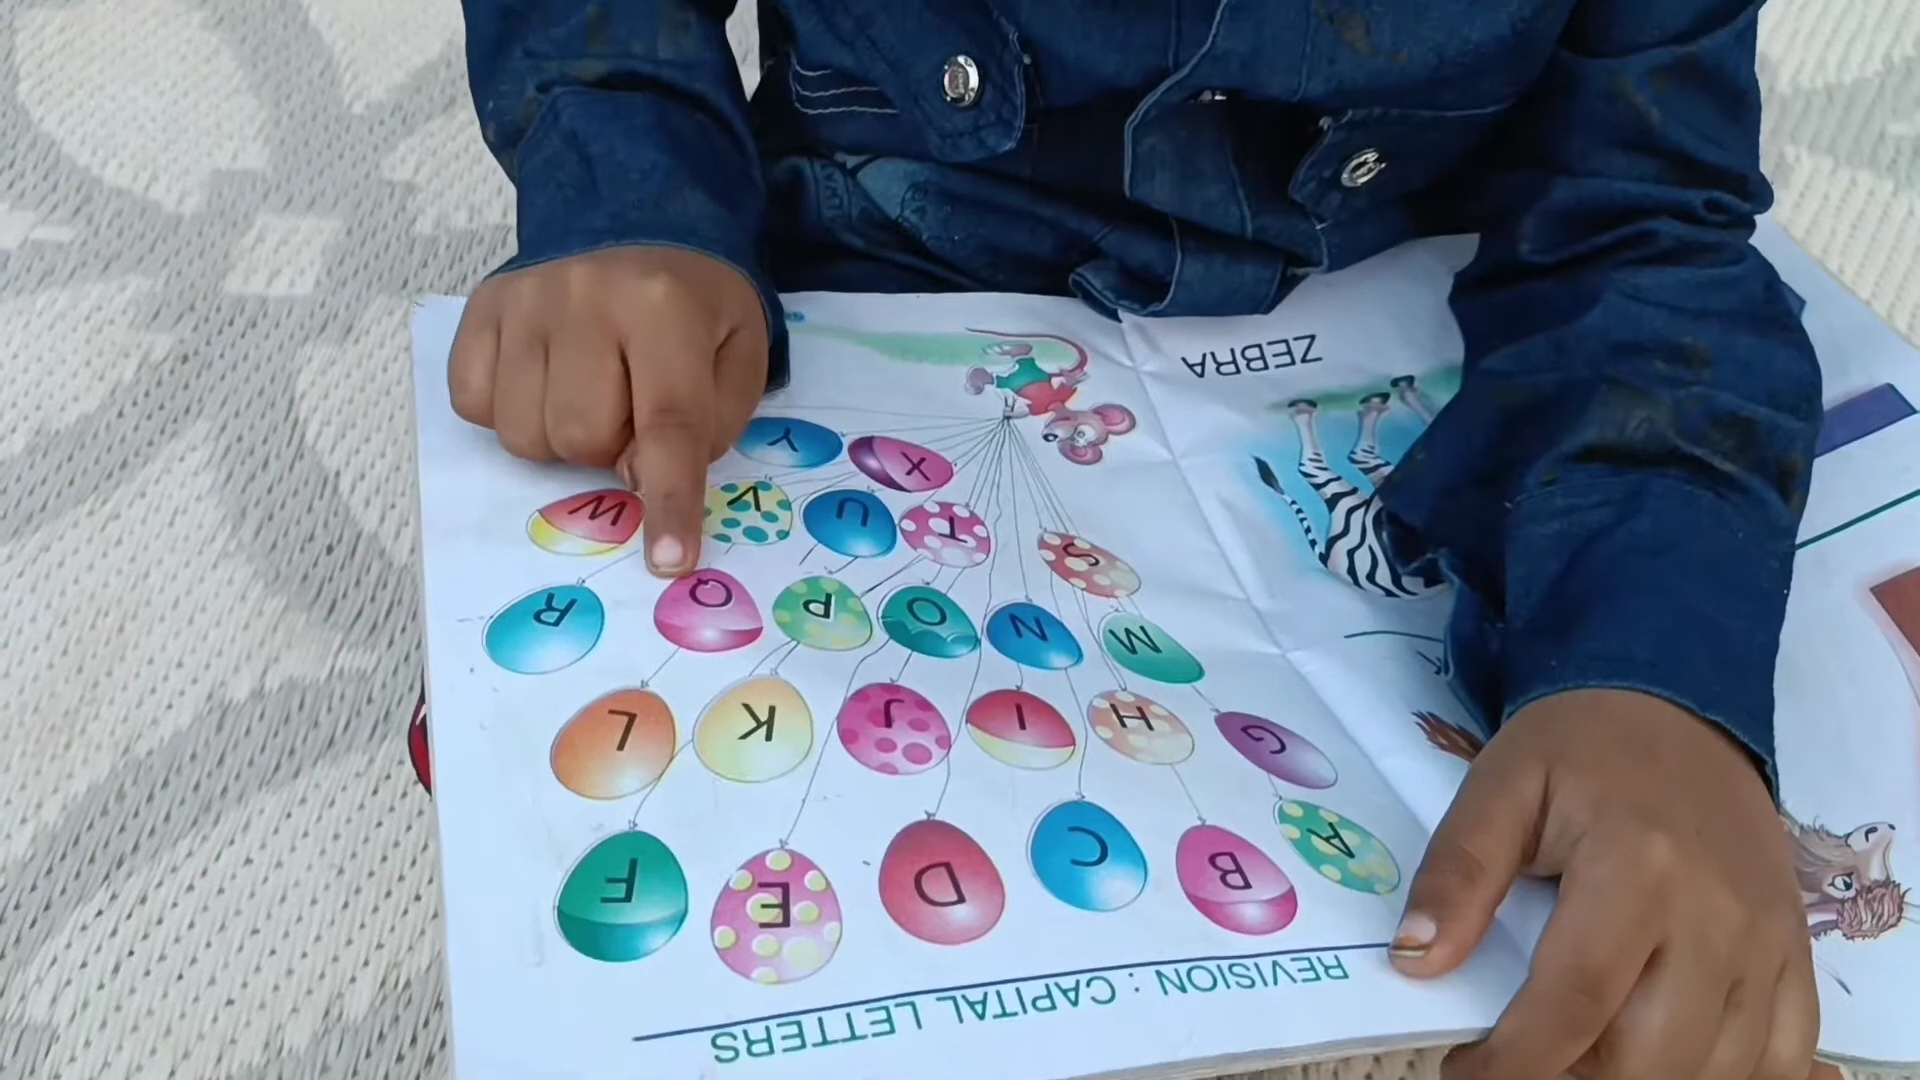 REVISION : CAPITAL LETTERS
A B C D E F
G H I J K L
M N O P Q R
S T U V W
X Y
ZEBRA